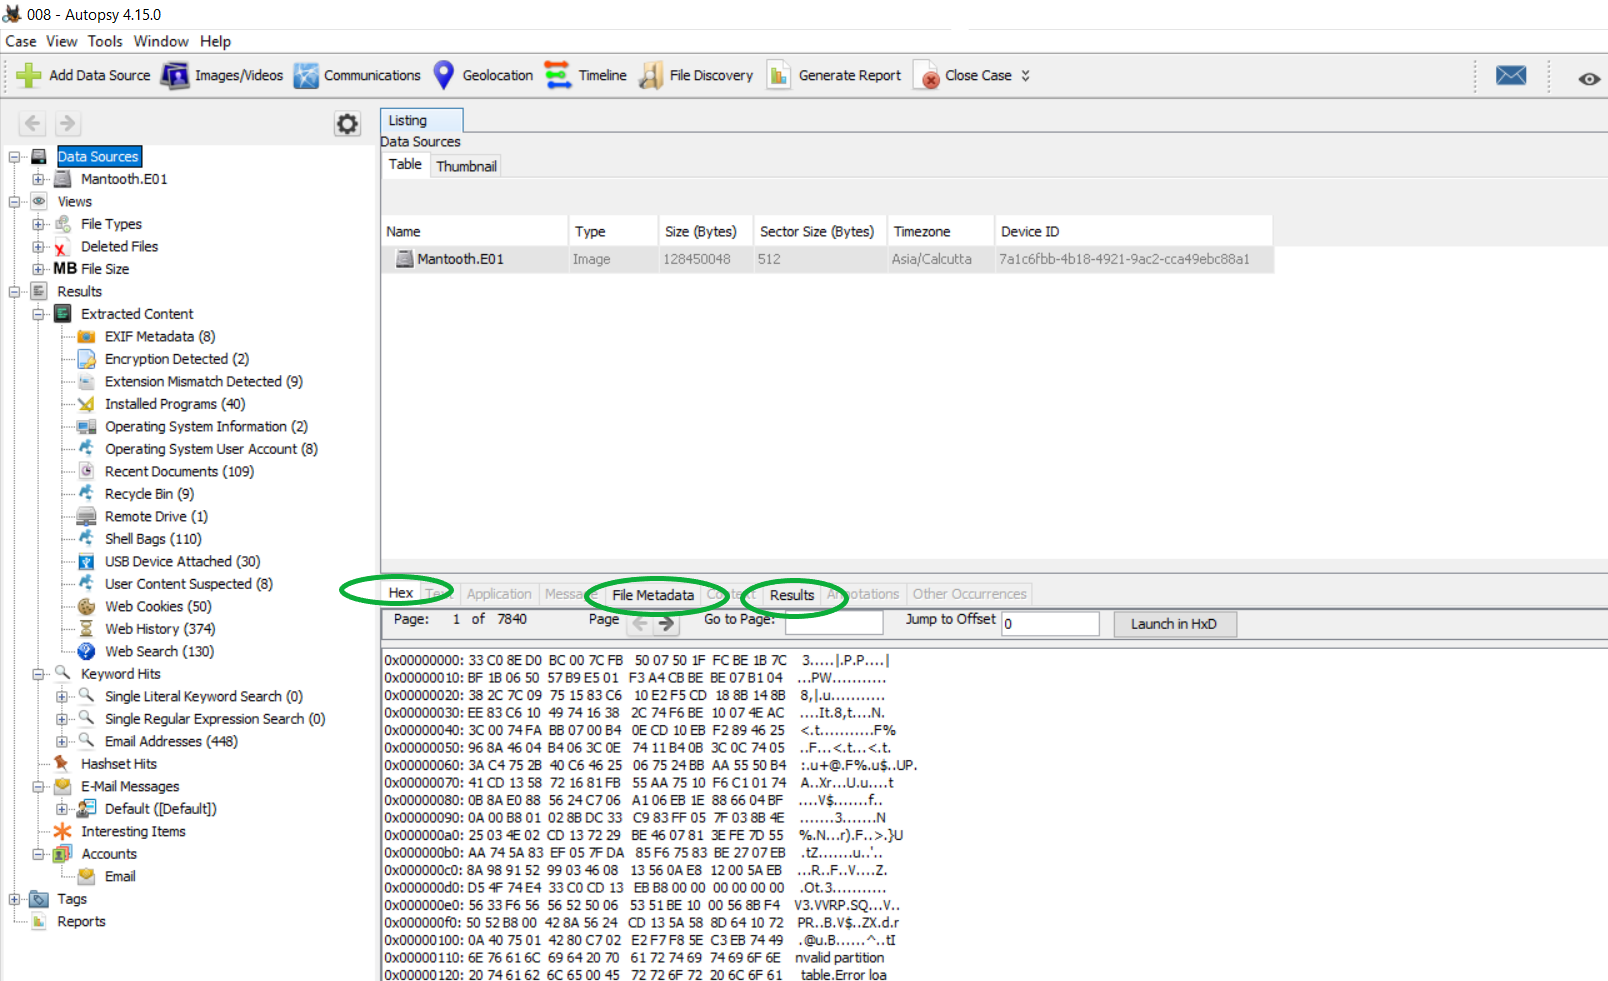 008 - Autopsy 4.15.0
Case View Tools Window Help
Add Data Source Images/Videos Communications Geolocation Timeline File Discovery Generate Report Close Case
Listing
Data Sources
Table Thumbnail
Name Type Size (Bytes) Sector Size (Bytes) Timezone Device ID
Mantooth.E01 Image 128450048 512 Asia/Calcutta 7a1c6fbb-4b18-4921-9ac2-cca49ebc88a1
Data Sources
Mantooth.E01
Views
File Types
Deleted Files
MB File Size
Results
Extracted Content
EXIF Metadata (8)
Encryption Detected (2)
Extension Mismatch Detected (9)
Installed Programs (40)
Operating System Information (2)
Operating System User Account (8)
Recent Documents (109)
Recycle Bin (9)
Remote Drive (1)
Shell Bags (110)
USB Device Attached (30)
User Content Suspected (8)
Web Cookies (50)
Web History (374)
Web Search (130)
Keyword Hits
Single Literal Keyword Search (0)
Single Regular Expression Search (0)
Email Addresses (448)
Hashset Hits
E-Mail Messages
Default ([Default])
Interesting Items
Accounts
Email
Tags
Reports
Hex Application File Metadata Results Annotations Other Occurrences
Page: 1 of 7840 Page Go to Page: Jump to Offset 0 Launch in HxD
0x00000000: 33 C0 8E D0 BC 00 7C FB 50 07 50 1F FC BE 1B 7C 3.....|.P.P....|
0x00000010: BF 1B 06 50 57 B9 E5 01 F3 A4 CB BE BE 07 B1 04 ...PW...........
0x00000020: 38 2C 7C 09 75 15 83 C6 10 E2 F5 CD 18 8B 14 8B 8,|.u...........
0x00000030: EE 83 C6 10 49 74 16 38 2C 74 F6 BE 10 07 4E AC ....It.8,t....N.
0x00000040: 3C 00 74 FA BB 07 00 B4 0E CD 10 EB F2 89 46 25 <.t...........F%
0x00000050: 96 8A 46 04 B4 06 3C 0E 74 11 B4 0B 3C 0C 74 05 ..F...<.t...<.t.
0x00000060: 3A C4 75 2B 40 C6 46 25 06 75 24 BB AA 55 50 B4 :.u+@.F%.u$..UP.
0x00000070: 41 CD 13 58 72 16 81 FB 55 AA 75 10 F6 C1 01 74 A..Xr...U.u....t
0x00000080: 0B 8A E0 88 56 24 C7 06 A1 06 EB 1E 88 66 04 BF ....V$.......f..
0x00000090: 0A 00 B8 01 02 8B DC 33 C9 83 FF 05 7F 03 8B 4E .......3.......N
0x000000a0: 25 03 4E 02 CD 13 72 29 BE 46 07 81 3E FE 7D 55 %.N...r).F..>.}U
0x000000b0: AA 74 5A 83 EF 05 7F DA 85 F6 75 83 BE 27 07 EB .tZ.......u..'..
0x000000c0: 8A 98 91 52 99 03 46 08 13 56 0A E8 12 00 5A EB ...R..F..V....Z.
0x000000d0: D5 4F 74 E4 33 C0 CD 13 EB B8 00 00 00 00 00 00 .Ot.3...........
0x000000e0: 56 33 F6 56 56 52 50 06 53 51 BE 10 00 56 8B F4 V3.VVRP.SQ...V..
0x000000f0: 50 52 B8 00 42 8A 56 24 CD 13 5A 58 8D 64 10 72 PR..B.V$..ZX.d.r
0x00000100: 0A 40 75 01 42 80 C7 02 E2 F7 F8 5E C3 EB 74 49 .@u.B......^..tI
0x00000110: 6E 76 61 6C 69 64 20 70 61 72 74 69 74 69 6F 6E nvalid partition
0x00000120: 20 74 61 62 6C 65 00 45 72 72 6F 72 20 6C 6F 61 table.Error loa